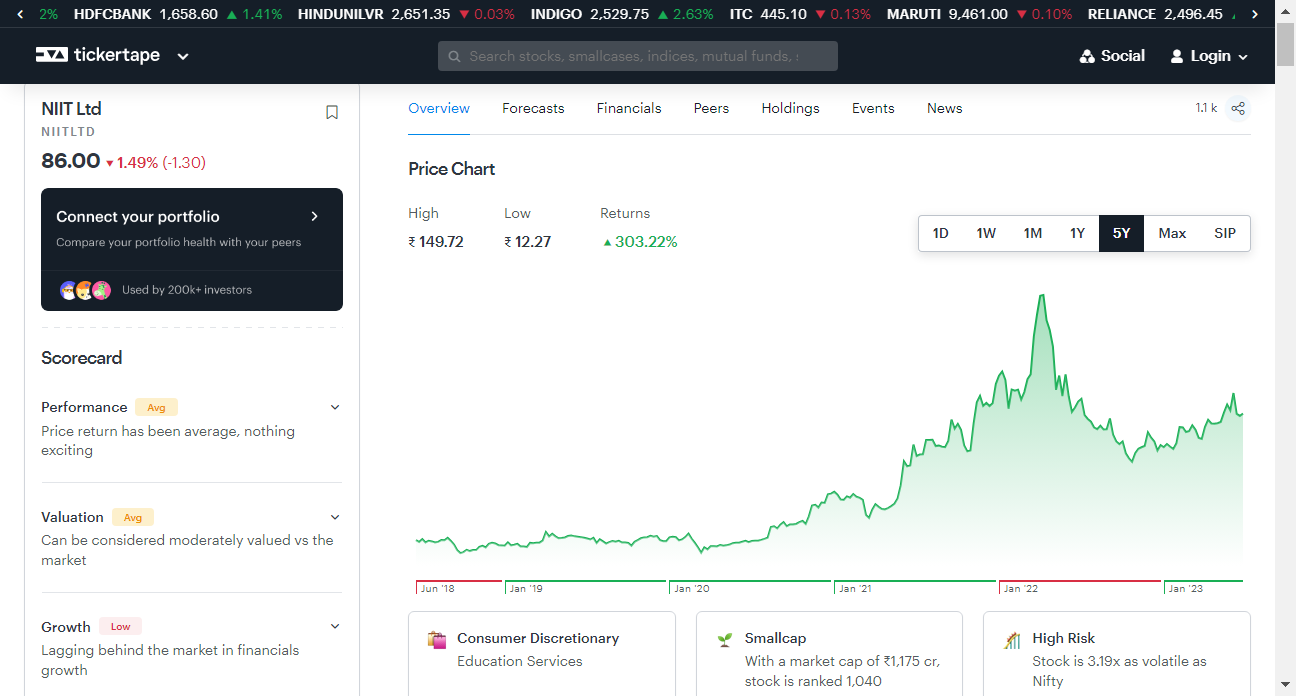 2% HDFCBANK 1,658.60 ▲ 1.41% HINDUNILVR 2,651.35 ▼ 0.03% INDIGO 2,529.75 ▲ 2.63% ITC 445.10 ▼ 0.13% MARUTI 9,461.00 ▼ 0.10% RELIANCE 2,496.45
tickertape
Search stocks, smallcases, indices, mutual funds,
Social
Login
NIIT Ltd
NIITLTD
86.00 ▼ 1.49% (-1.30)
Connect your portfolio
Compare your portfolio health with your peers
Used by 200k+ investors
Scorecard
Performance Avg
Price return has been average, nothing
exciting
Valuation Avg
Can be considered moderately valued vs the
market
Growth Low
Lagging behind the market in financials
growth
Overview Forecasts Financials Peers Holdings Events News
1.1 k
Price Chart
High Low Returns
₹ 149.72 ₹ 12.27 ▲ 303.22%
1D 1W 1M 1Y 5Y Max SIP
Jun '18 Jan '19 Jan '20 Jan '21 Jan '22 Jan '23
Consumer Discretionary
Education Services
Smallcap
With a market cap of ₹1,175 cr,
stock is ranked 1,040
High Risk
Stock is 3.19x as volatile as
Nifty